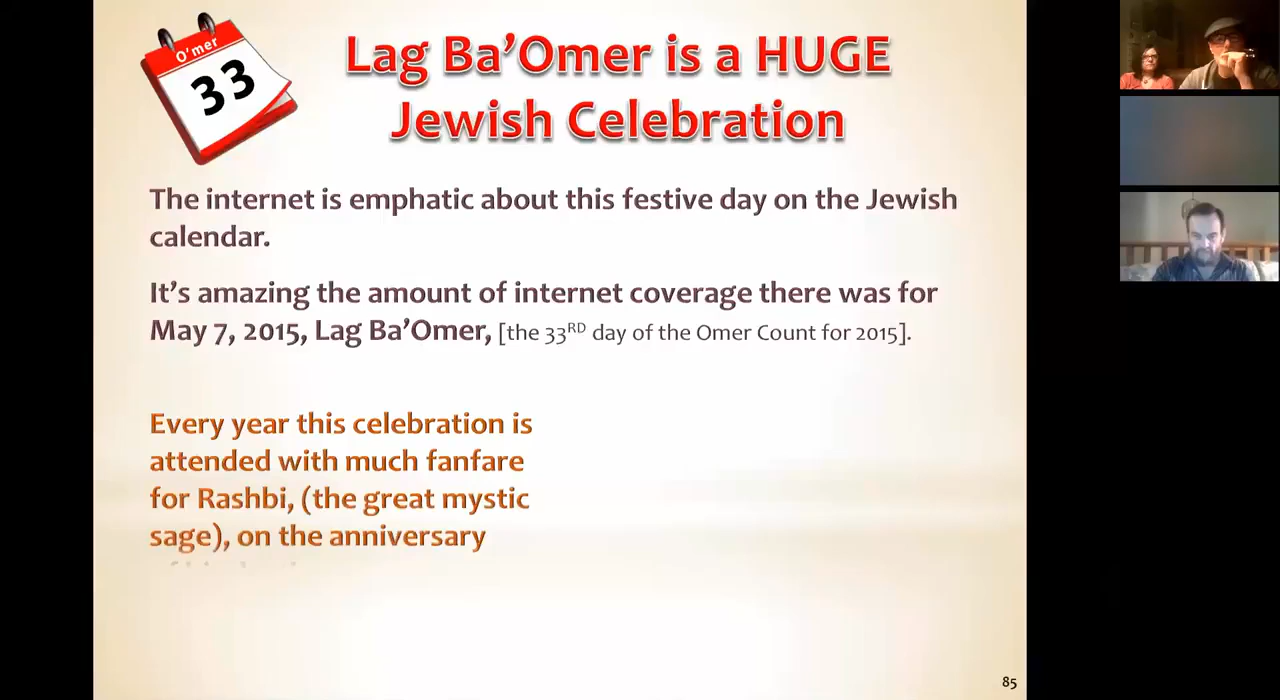 O'mer
33
Lag Ba'Omer is a HUGE
Jewish Celebration
The internet is emphatic about this festive day on the Jewish
calendar.
It's amazing the amount of internet coverage there was for
May 7, 2015, Lag Ba'Omer, [the 33RD day of the Omer Count for 2015].
Every year this celebration is
attended with much fanfare
for Rashbi, (the great mystic
sage), on the anniversary
85